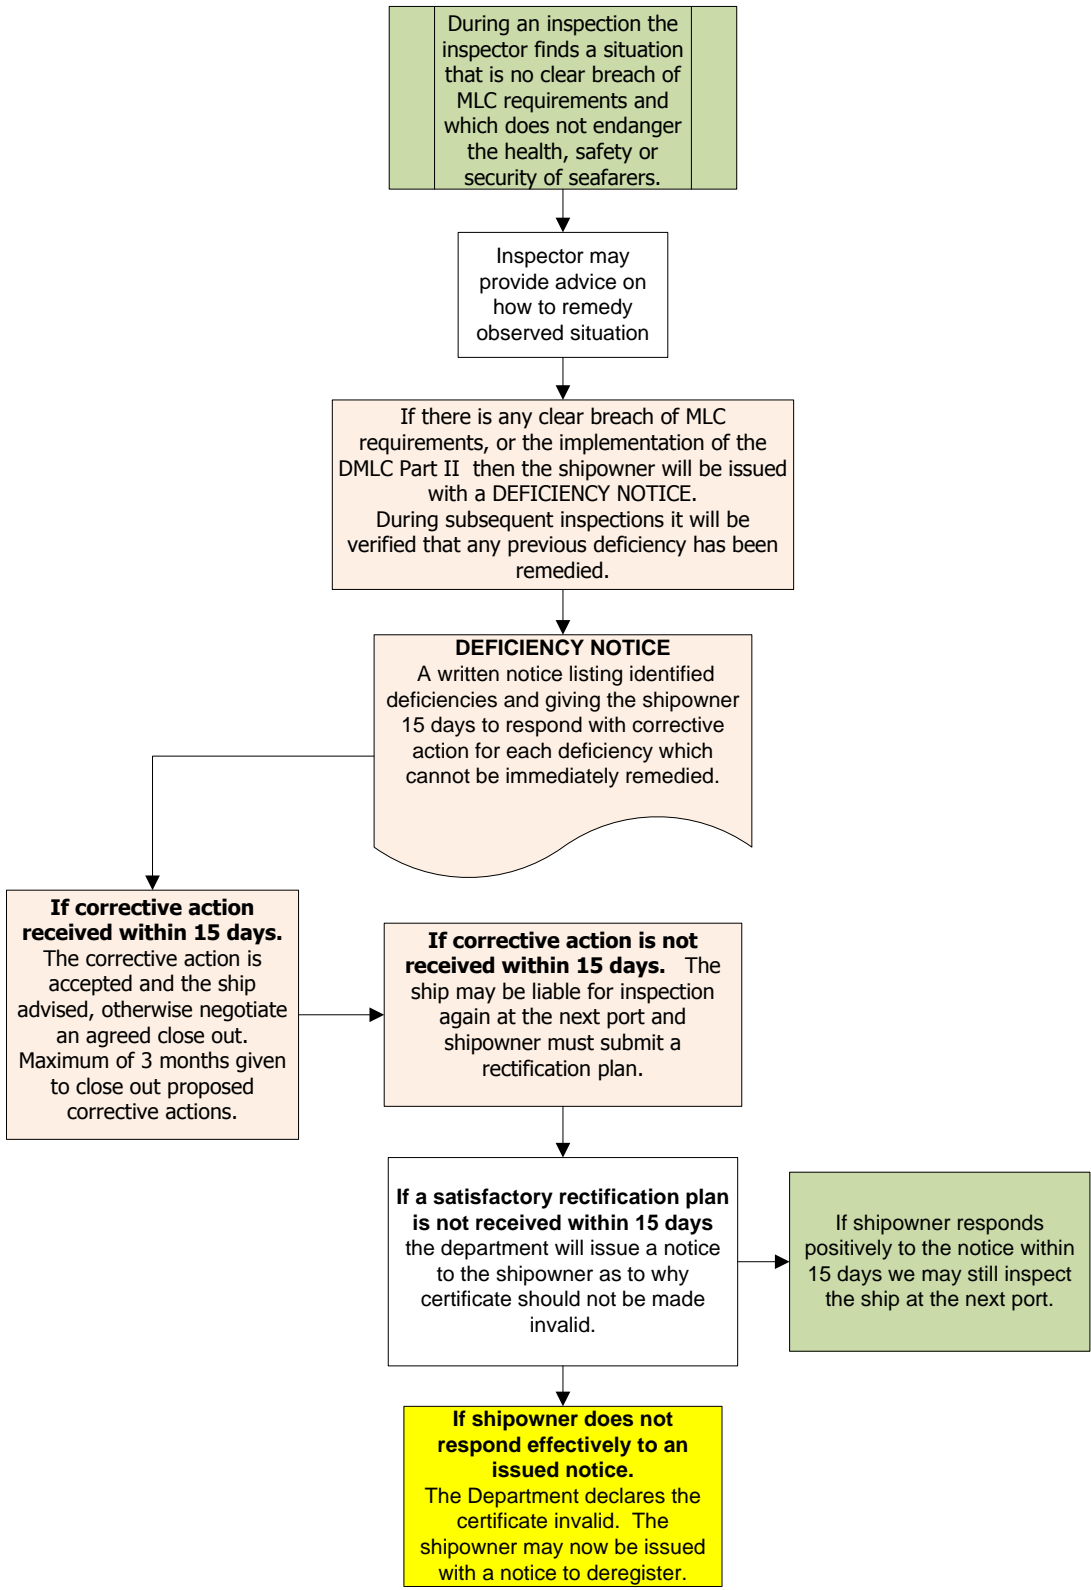 During an inspection the
inspector finds a situation
that is no clear breach of
MLC requirements and
which does not endanger
the health, safety or
security of seafarers.
Inspector may
provide advice on
how to remedy
observed situation
If there is any clear breach of MLC
requirements, or the implementation of the
DMLC Part II  then the shipowner will be issued
with a DEFICIENCY NOTICE.
During subsequent inspections it will be
verified that any previous deficiency has been
remedied.
DEFICIENCY NOTICE
A written notice listing identified
deficiencies and giving the shipowner
15 days to respond with corrective
action for each deficiency which
cannot be immediately remedied.
If corrective action
received within 15 days.
The corrective action is
accepted and the ship
advised, otherwise negotiate
an agreed close out.
Maximum of 3 months given
to close out proposed
corrective actions.
If corrective action is not
received within 15 days.   The
ship may be liable for inspection
again at the next port and
shipowner must submit a
rectification plan.
If a satisfactory rectification plan
is not received within 15 days
the department will issue a notice
to the shipowner as to why
certificate should not be made
invalid.
If shipowner responds
positively to the notice within
15 days we may still inspect
the ship at the next port.
If shipowner does not
respond effectively to an
issued notice.
The Department declares the
certificate invalid.  The
shipowner may now be issued
with a notice to deregister.